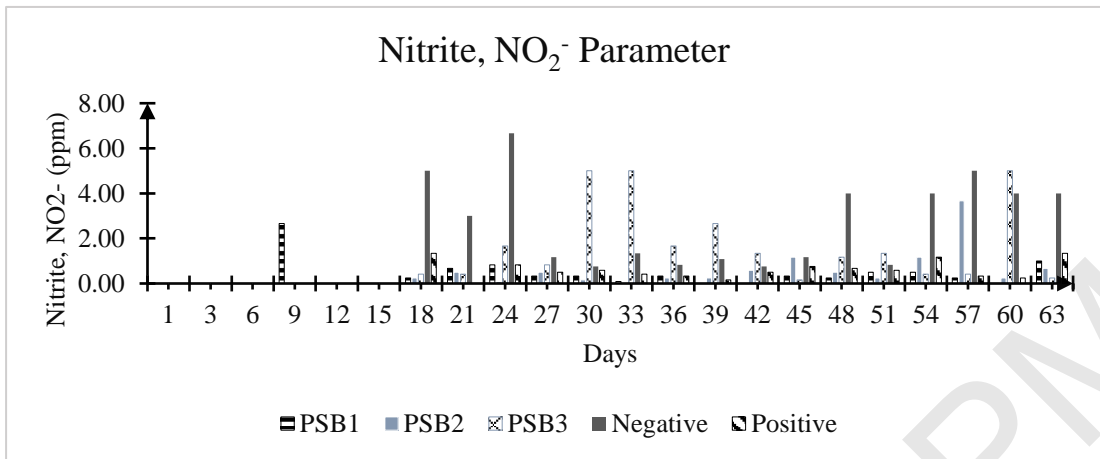 Nitrite, NO₂⁻ Parameter
Nitrite, NO2- (ppm)
8.00
6.00
4.00
2.00
0.00
1 3 6 9 12 15 18 21 24 27 30 33 36 39 42 45 48 51 54 57 60 63
Days
PSB1 PSB2 PSB3 Negative Positive
PM